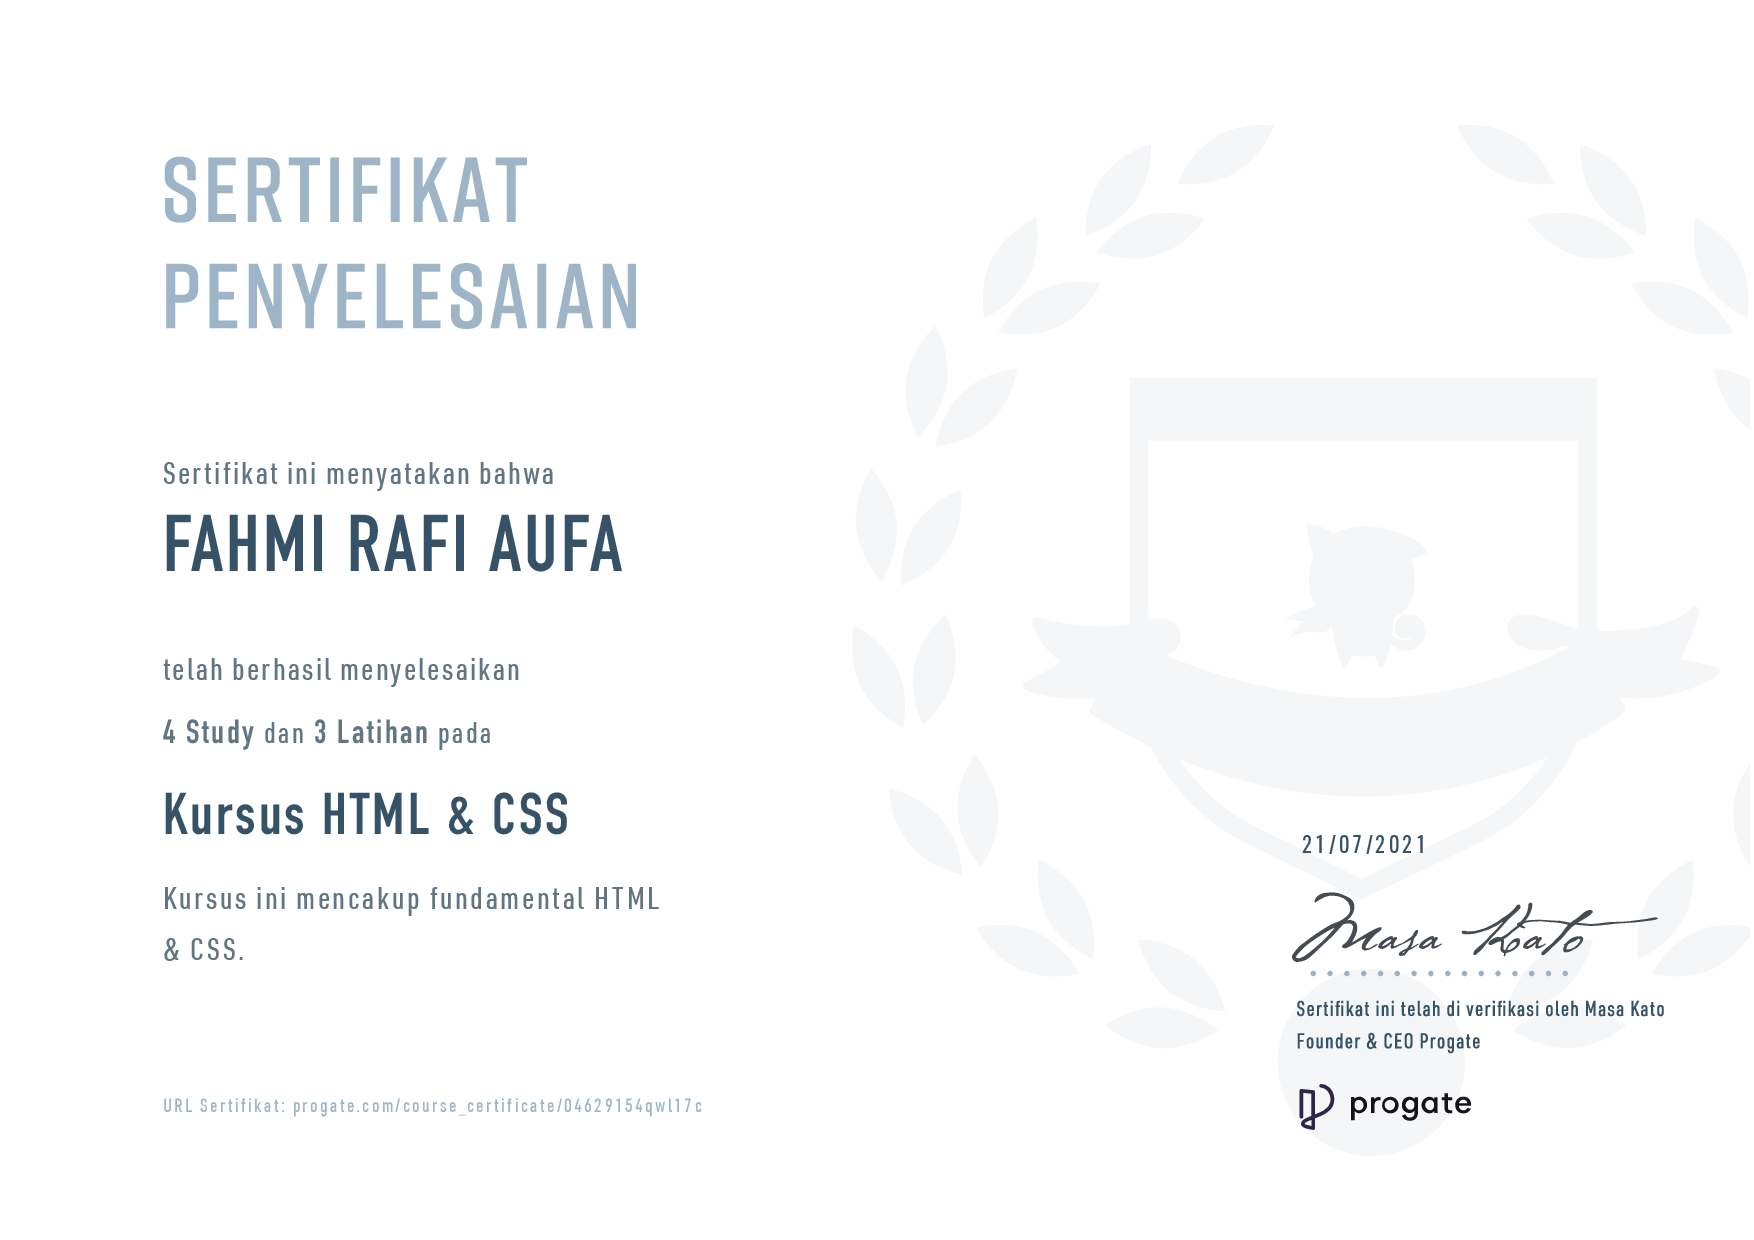 SERTIFIKAT
PENYELESAIAN
Sertifikat ini menyatakan bahwa
FAHMI RAFI AUFA
telah berhasil menyelesaikan
4 Study dan 3 Latihan pada
Kursus HTML & CSS
Kursus ini mencakup fundamental HTML
& CSS.
URL Sertifikat: progate.com/course_certificate/04629154qwl17c
21/07/2021
Masa Kato
Sertifikat ini telah di verifikasi oleh Masa Kato
Founder & CEO Progate
progate